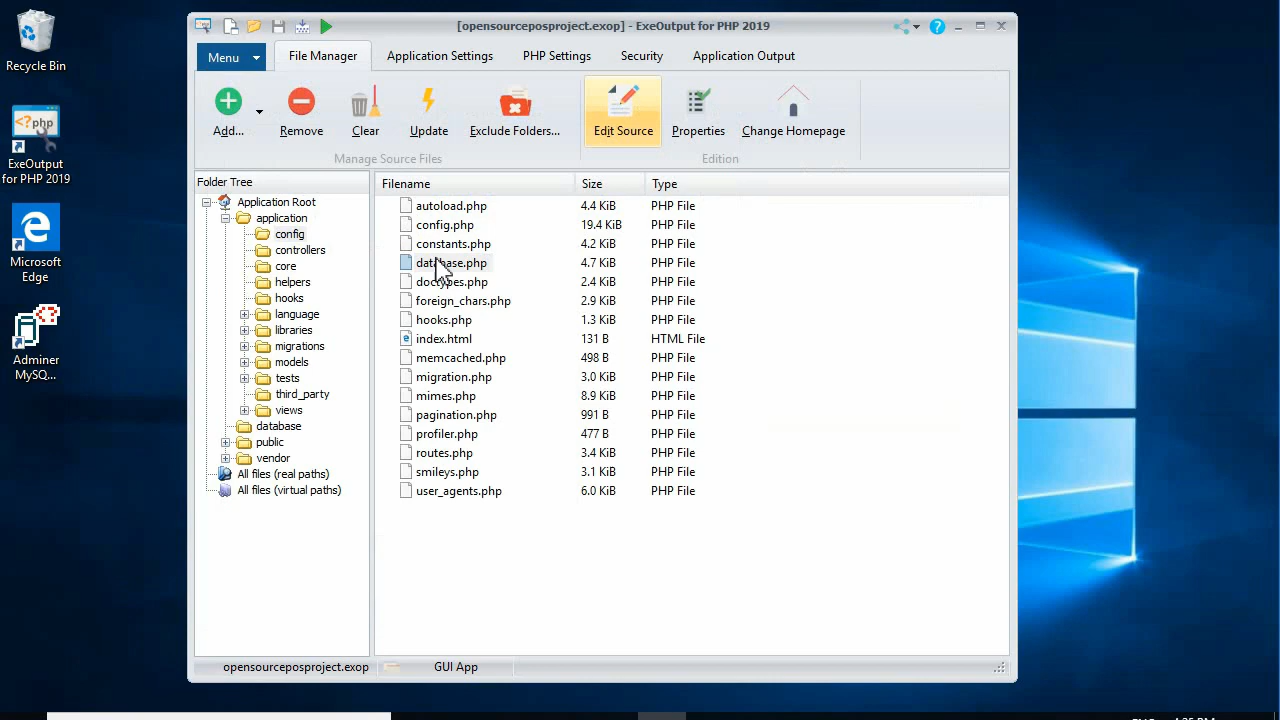 Recycle Bin
<?php
ExeOutput
for PHP 2019
Microsoft
Edge
Adminer
MySQ...
[opensourceposproject.exop] - ExeOutput for PHP 2019
Menu
File Manager
Application Settings
PHP Settings
Security
Application Output
Add...
Remove
Clear
Update
Exclude Folders...
Edit Source
Properties
Change Homepage
Manage Source Files
Edition
Folder Tree
Application Root
application
config
controllers
core
helpers
hooks
language
libraries
migrations
models
tests
third_party
views
database
public
vendor
All files (real paths)
All files (virtual paths)
Filename Size Type
autoload.php 4.4 KiB PHP File
config.php 19.4 KiB PHP File
constants.php 4.2 KiB PHP File
database.php 4.7 KiB PHP File
doctypes.php 2.4 KiB PHP File
foreign_chars.php 2.9 KiB PHP File
hooks.php 1.3 KiB PHP File
index.html 131 B HTML File
memcached.php 498 B PHP File
migration.php 3.0 KiB PHP File
mimes.php 8.9 KiB PHP File
pagination.php 991 B PHP File
profiler.php 477 B PHP File
routes.php 3.4 KiB PHP File
smileys.php 3.1 KiB PHP File
user_agents.php 6.0 KiB PHP File
opensourceposproject.exop
GUI App